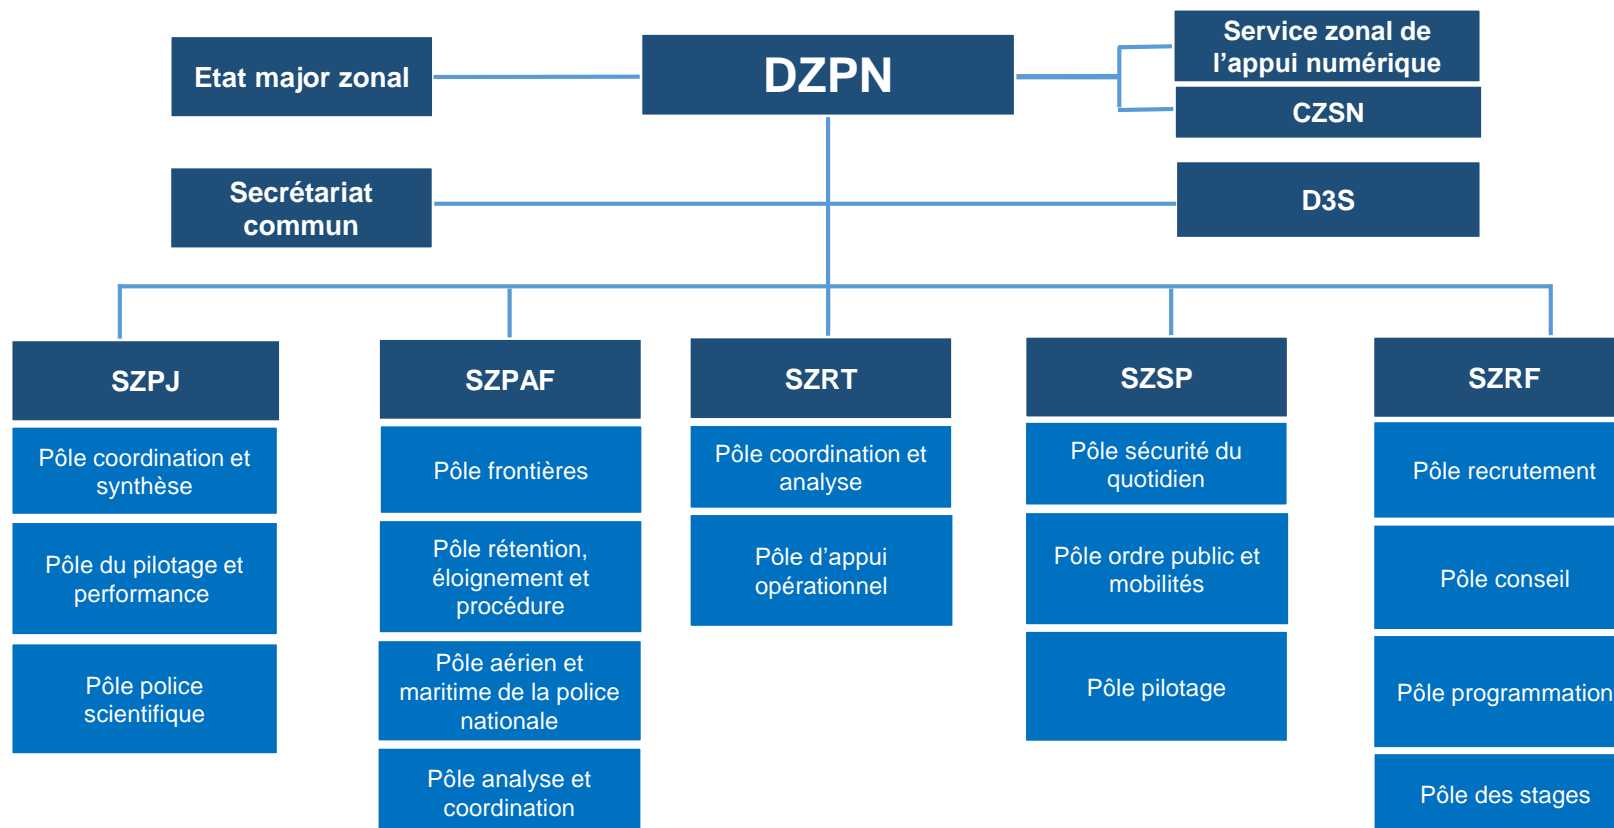 Etat major zonal
DZPN
Service zonal de
l'appui numérique
CZSN
Secrétariat
commun
D3S
SZPJ
Pôle coordination et
synthèse
Pôle du pilotage et
performance
Pôle police
scientifique
SZPAF
Pôle frontières
Pôle rétention,
éloignement et
procédure
Pôle aérien et
maritime de la police
nationale
Pôle analyse et
coordination
SZRT
Pôle coordination et
analyse
Pôle d'appui
opérationnel
SZSP
Pôle sécurité du
quotidien
Pôle ordre public et
mobilités
Pôle pilotage
SZRF
Pôle recrutement
Pôle conseil
Pôle programmation
Pôle des stages